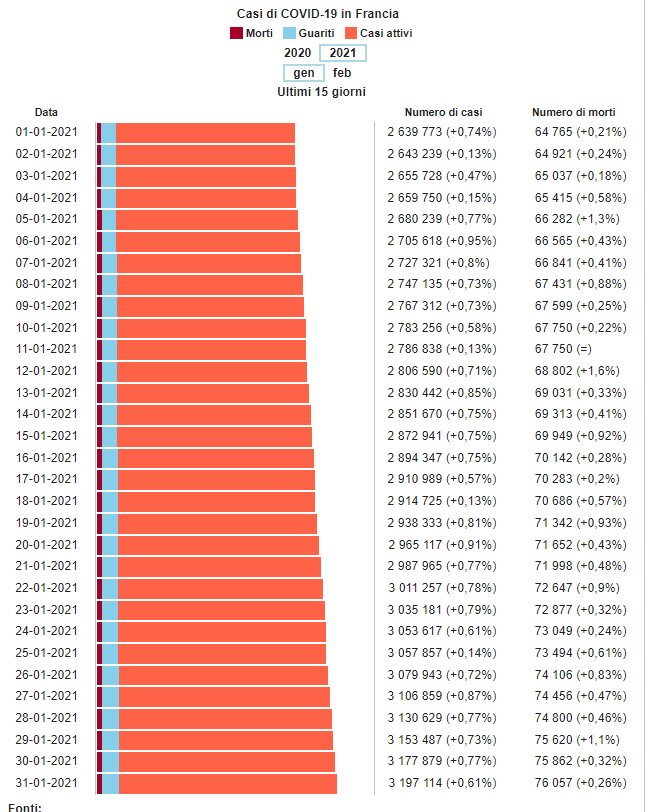 Casi di COVID-19 in Francia
Morti Guariti Casi attivi
2020 2021
gen feb
Ultimi 15 giorni
Data Numero di casi Numero di morti
01-01-2021 2 639 773 (+0,74%) 64 765 (+0,21%)
02-01-2021 2 643 239 (+0,13%) 64 921 (+0,24%)
03-01-2021 2 655 728 (+0,47%) 65 037 (+0,18%)
04-01-2021 2 659 750 (+0,15%) 65 415 (+0,58%)
05-01-2021 2 680 239 (+0,77%) 66 282 (+1,3%)
06-01-2021 2 705 618 (+0,95%) 66 565 (+0,43%)
07-01-2021 2 727 321 (+0,8%) 66 841 (+0,41%)
08-01-2021 2 747 135 (+0,73%) 67 431 (+0,88%)
09-01-2021 2 767 312 (+0,73%) 67 599 (+0,25%)
10-01-2021 2 783 256 (+0,58%) 67 750 (+0,22%)
11-01-2021 2 786 838 (+0,13%) 67 750 (=)
12-01-2021 2 806 590 (+0,71%) 68 802 (+1,6%)
13-01-2021 2 830 442 (+0,85%) 69 031 (+0,33%)
14-01-2021 2 851 670 (+0,75%) 69 313 (+0,41%)
15-01-2021 2 872 941 (+0,75%) 69 949 (+0,92%)
16-01-2021 2 894 347 (+0,75%) 70 142 (+0,28%)
17-01-2021 2 910 989 (+0,57%) 70 283 (+0,2%)
18-01-2021 2 914 725 (+0,13%) 70 686 (+0,57%)
19-01-2021 2 938 333 (+0,81%) 71 342 (+0,93%)
20-01-2021 2 965 117 (+0,91%) 71 652 (+0,43%)
21-01-2021 2 987 965 (+0,77%) 71 998 (+0,48%)
22-01-2021 3 011 257 (+0,78%) 72 647 (+0,9%)
23-01-2021 3 035 181 (+0,79%) 72 877 (+0,32%)
24-01-2021 3 053 617 (+0,61%) 73 049 (+0,24%)
25-01-2021 3 057 857 (+0,14%) 73 494 (+0,61%)
26-01-2021 3 079 943 (+0,72%) 74 106 (+0,83%)
27-01-2021 3 106 859 (+0,87%) 74 456 (+0,47%)
28-01-2021 3 130 629 (+0,77%) 74 800 (+0,46%)
29-01-2021 3 153 487 (+0,73%) 75 620 (+1,1%)
30-01-2021 3 177 879 (+0,77%) 75 862 (+0,32%)
31-01-2021 3 197 114 (+0,61%) 76 057 (+0,26%)
Fonti: